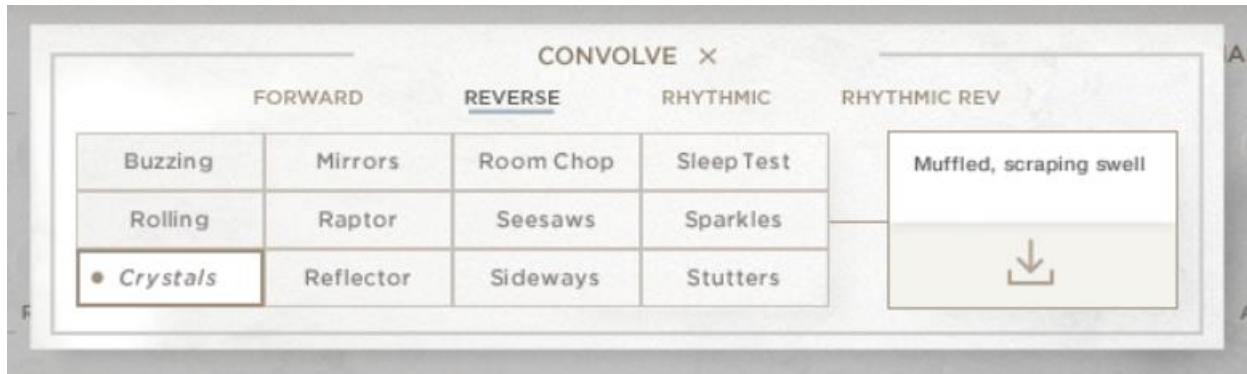 CONVOLVE ×
FORWARD REVERSE RHYTHMIC RHYTHMIC REV
Buzzing Mirrors Room Chop Sleep Test
Muffled, scraping swell
Rolling Raptor Seesaws Sparkles
Crystals Reflector Sideways Stutters